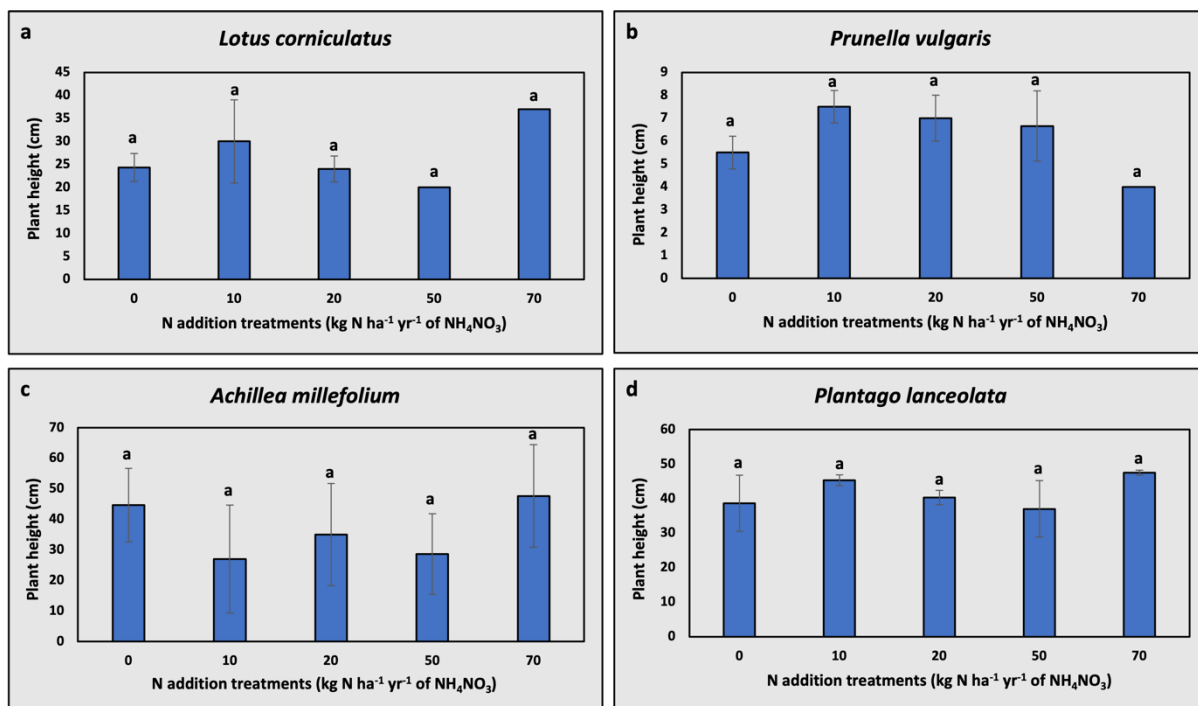 a
Lotus corniculatus
Plant height (cm)
45
40
35
30
25
20
15
10
5
0
a
a
a
a
a
0 10 20 50 70
N addition treatments (kg N ha⁻¹ yr⁻¹ of NH₄NO₃)
b
Prunella vulgaris
Plant height (cm)
9
8
7
6
5
4
3
2
1
0
a
a
a
a
a
0 10 20 50 70
N addition treatments (kg N ha⁻¹ yr⁻¹ of NH₄NO₃)
c
Achillea millefolium
Plant height (cm)
70
60
50
40
30
20
10
0
a
a
a
a
a
0 10 20 50 70
N addition treatments (kg N ha⁻¹ yr⁻¹ of NH₄NO₃)
d
Plantago lanceolata
Plant height (cm)
60
50
40
30
20
10
0
a
a
a
a
a
0 10 20 50 70
N addition treatments (kg N ha⁻¹ yr⁻¹ of NH₄NO₃)